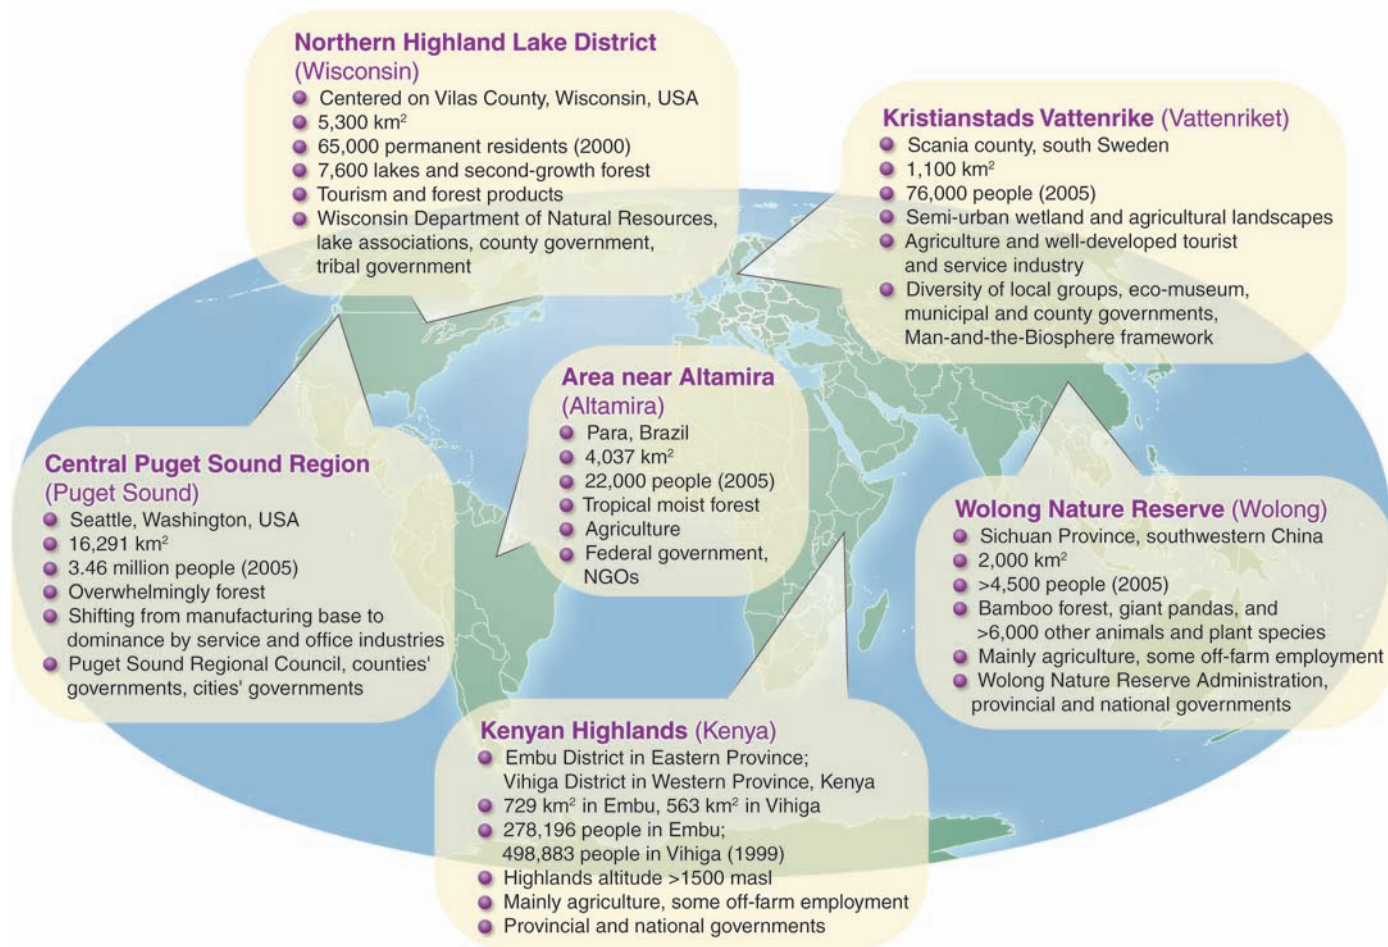 Northern Highland Lake District
(Wisconsin)
Centered on Vilas County, Wisconsin, USA
5,300 km²
65,000 permanent residents (2000)
7,600 lakes and second-growth forest
Tourism and forest products
Wisconsin Department of Natural Resources,
lake associations, county government,
tribal government
Kristianstads Vattenrike (Vattenriket)
Scania county, south Sweden
1,100 km²
76,000 people (2005)
Semi-urban wetland and agricultural landscapes
Agriculture and well-developed tourist
and service industry
Diversity of local groups, eco-museum,
municipal and county governments,
Man-and-the-Biosphere framework
Area near Altamira
(Altamira)
Para, Brazil
4,037 km²
22,000 people (2005)
Tropical moist forest
Agriculture
Federal government,
NGOs
Central Puget Sound Region
(Puget Sound)
Seattle, Washington, USA
16,291 km²
3.46 million people (2005)
Overwhelmingly forest
Shifting from manufacturing base to
dominance by service and office industries
Puget Sound Regional Council, counties'
governments, cities' governments
Wolong Nature Reserve (Wolong)
Sichuan Province, southwestern China
2,000 km²
>4,500 people (2005)
Bamboo forest, giant pandas, and
>6,000 other animals and plant species
Mainly agriculture, some off-farm employment
Wolong Nature Reserve Administration,
provincial and national governments
Kenyan Highlands (Kenya)
Embu District in Eastern Province;
Vihiga District in Western Province, Kenya
729 km² in Embu, 563 km² in Vihiga
278,196 people in Embu;
498,883 people in Vihiga (1999)
Highlands altitude >1500 masl
Mainly agriculture, some off-farm employment
Provincial and national governments